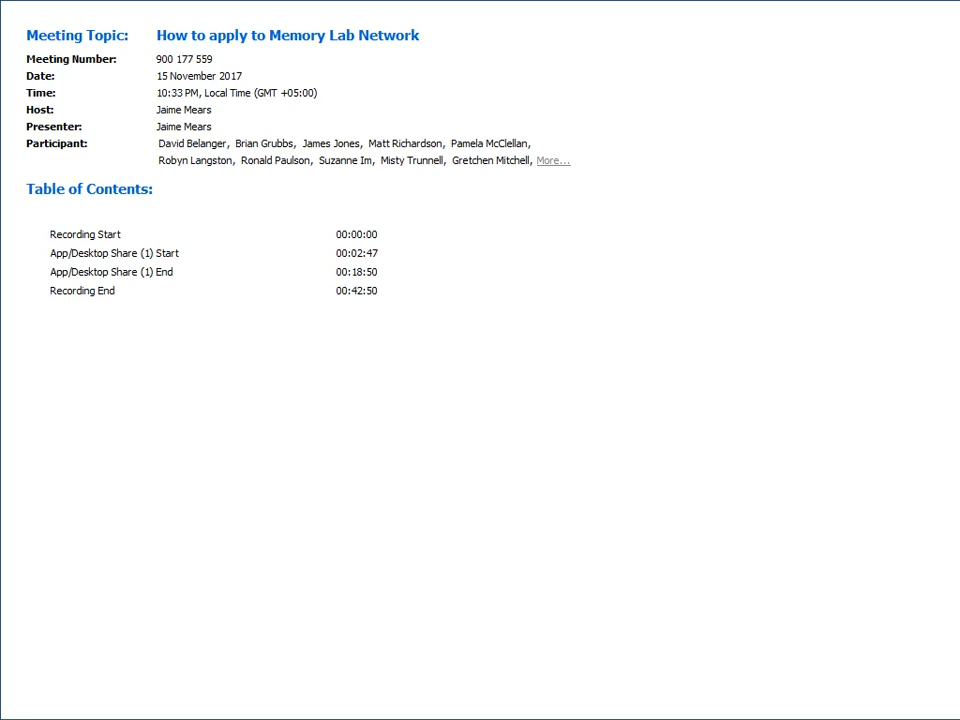 Meeting Topic: How to apply to Memory Lab Network
Meeting Number: 900 177 559
Date: 15 November 2017
Time: 10:33 PM, Local Time (GMT +05:00)
Host: Jaime Mears
Presenter: Jaime Mears
Participant: David Belanger, Brian Grubbs, James Jones, Matt Richardson, Pamela McClellan,
Robyn Langston, Ronald Paulson, Suzanne Im, Misty Trunnell, Gretchen Mitchell, More...
Table of Contents:
Recording Start 00:00:00
App/Desktop Share (1) Start 00:02:47
App/Desktop Share (1) End 00:18:50
Recording End 00:42:50